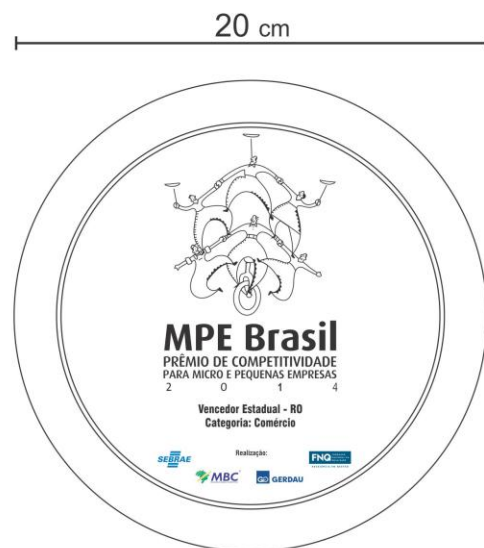 20 cm
MPE Brasil
PRÊMIO DE COMPETITIVIDADE
PARA MICRO E PEQUENAS EMPRESAS
2 0 1 4
Vencedor Estadual - RO
Categoria: Comércio
Realização:
SEBRAE
FNQ
MBC
GERDAU